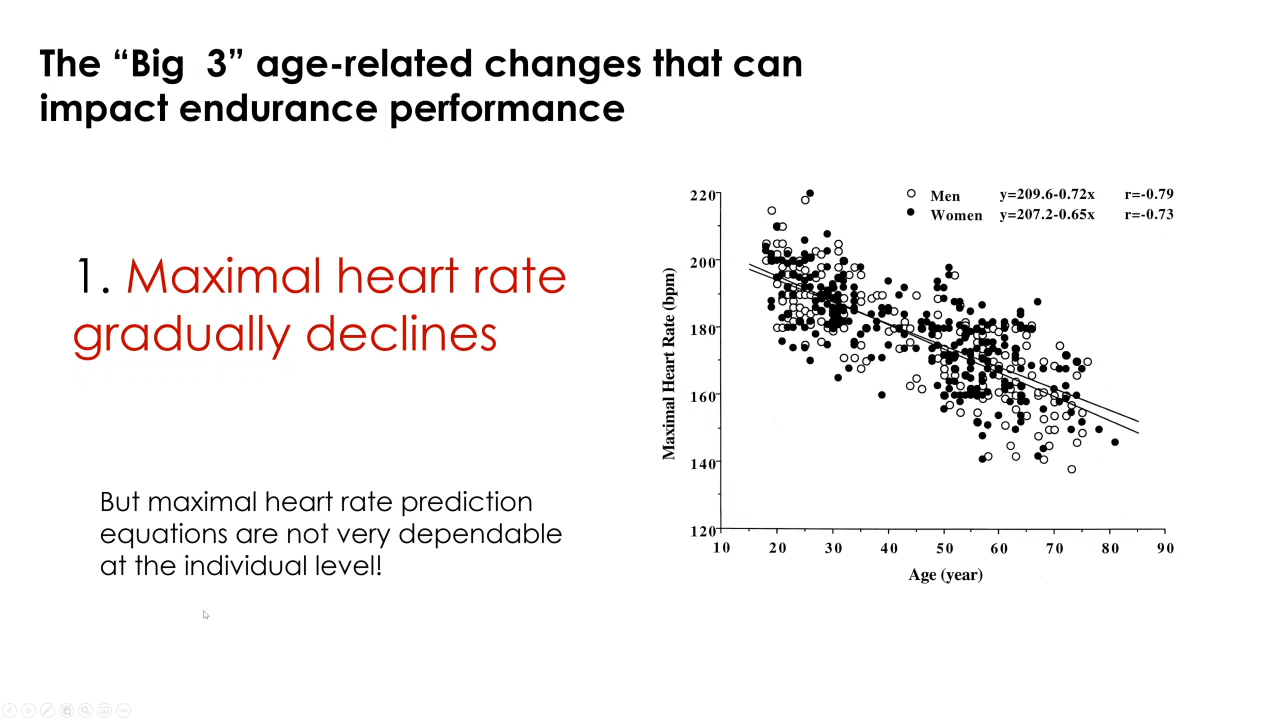 The “Big  3” age-related changes that can
impact endurance performance
1. Maximal heart rate
gradually declines
But maximal heart rate prediction
equations are not very dependable
at the individual level!
Men y=209.6-0.72x r=-0.79
Women y=207.2-0.65x r=-0.73
Maximal Heart Rate (bpm)
220
200
180
160
140
120
10 20 30 40 50 60 70 80 90
Age (year)